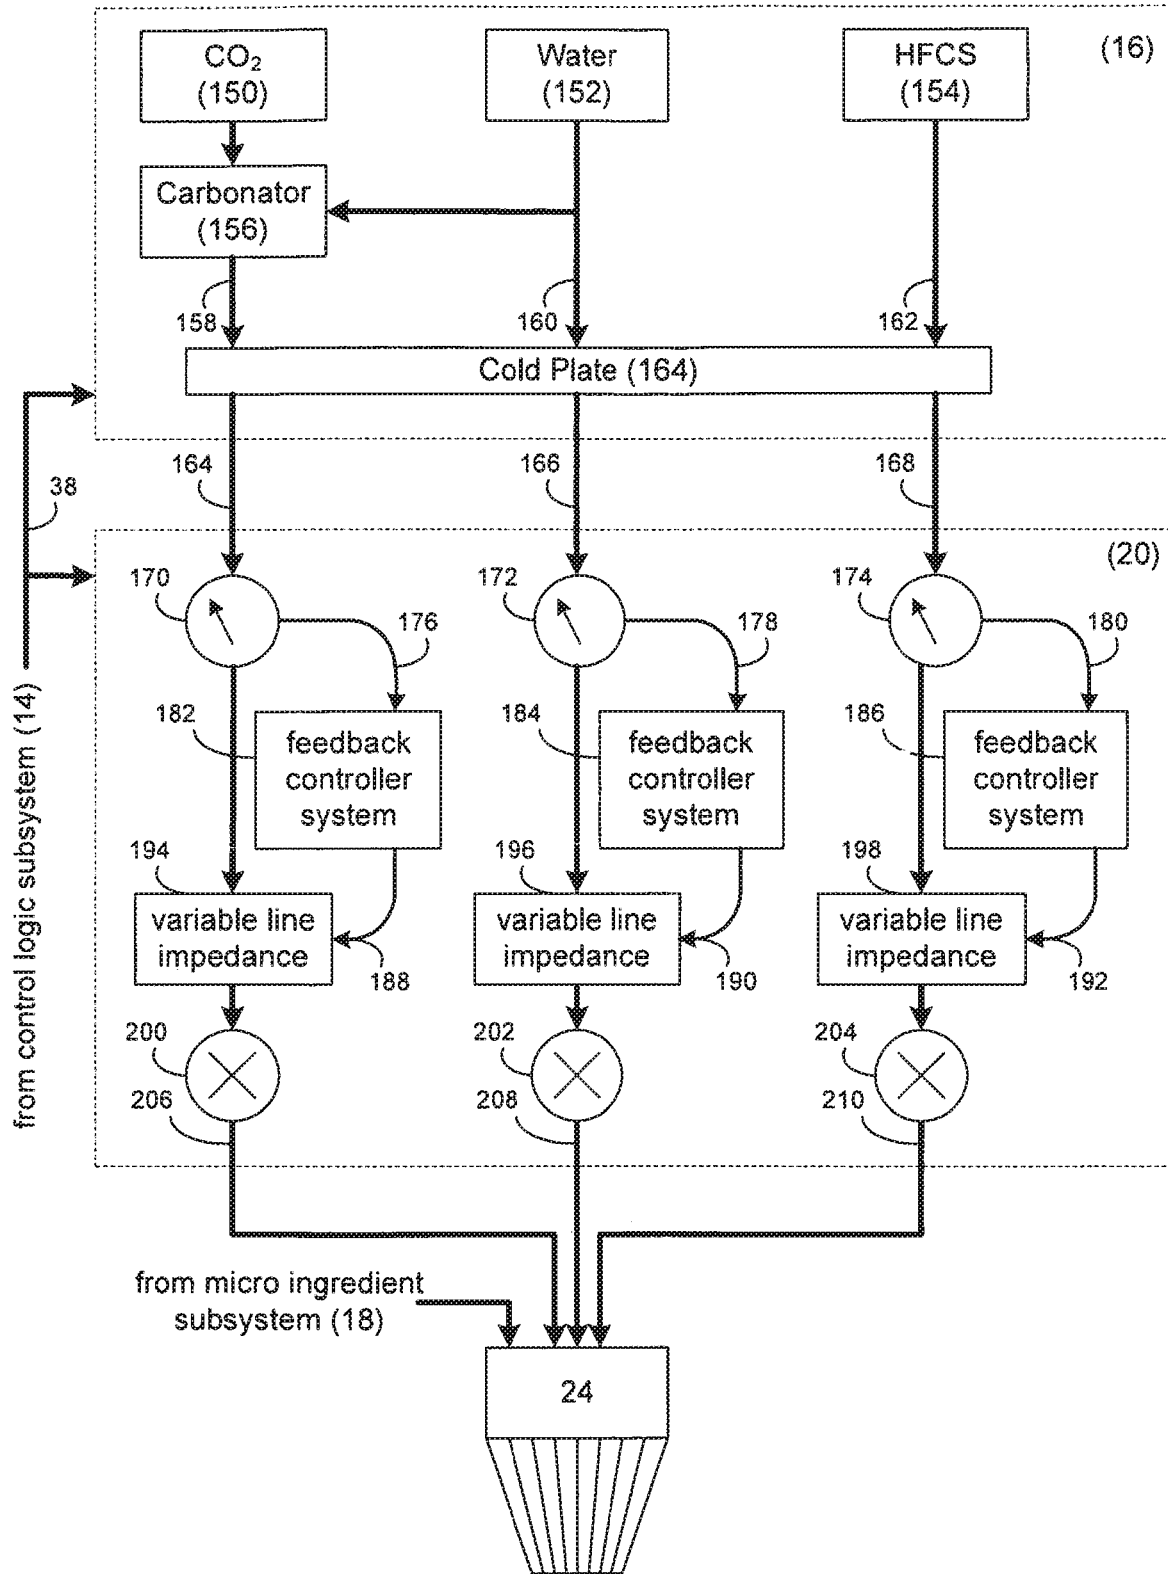 CO₂
(150)
Water
(152)
HFCS
(154)
(16)
Carbonator
(156)
158
160
162
Cold Plate (164)
164
166
168
38
(20)
170
172
174
176
178
180
from control logic subsystem (14)
182
184
186
feedback
controller
system
feedback
controller
system
feedback
controller
system
194
196
198
variable line
impedance
variable line
impedance
variable line
impedance
188
190
192
200
202
204
206
208
210
from micro ingredient
subsystem (18)
24